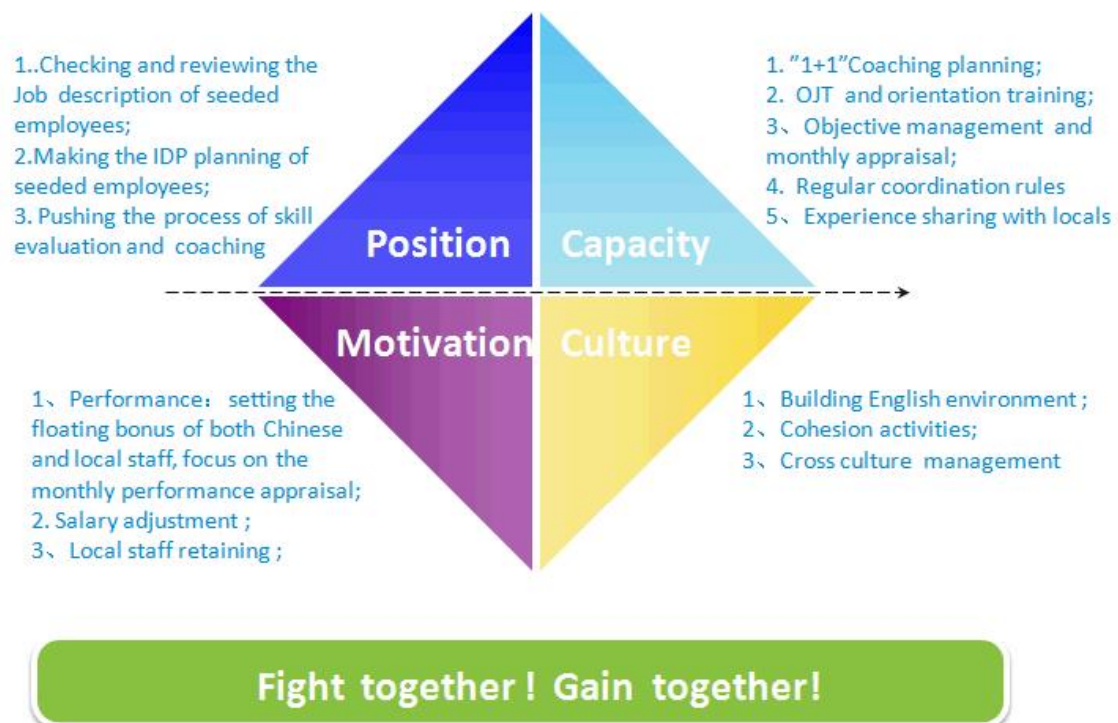 1..Checking and reviewing the
Job description of seeded
employees;
2.Making the IDP planning of
seeded employees;
3. Pushing the process of skill
evaluation and coaching
1. ”1+1”Coaching planning;
2. OJT and orientation training;
3、Objective management and
monthly appraisal;
4. Regular coordination rules
5、Experience sharing with locals
Position
Capacity
Motivation
Culture
1、Performance：setting the
floating bonus of both Chinese
and local staff, focus on the
monthly performance appraisal;
2. Salary adjustment ;
3、Local staff retaining ;
1、Building English environment ;
2、Cohesion activities;
3、Cross culture management
Fight together ! Gain together!